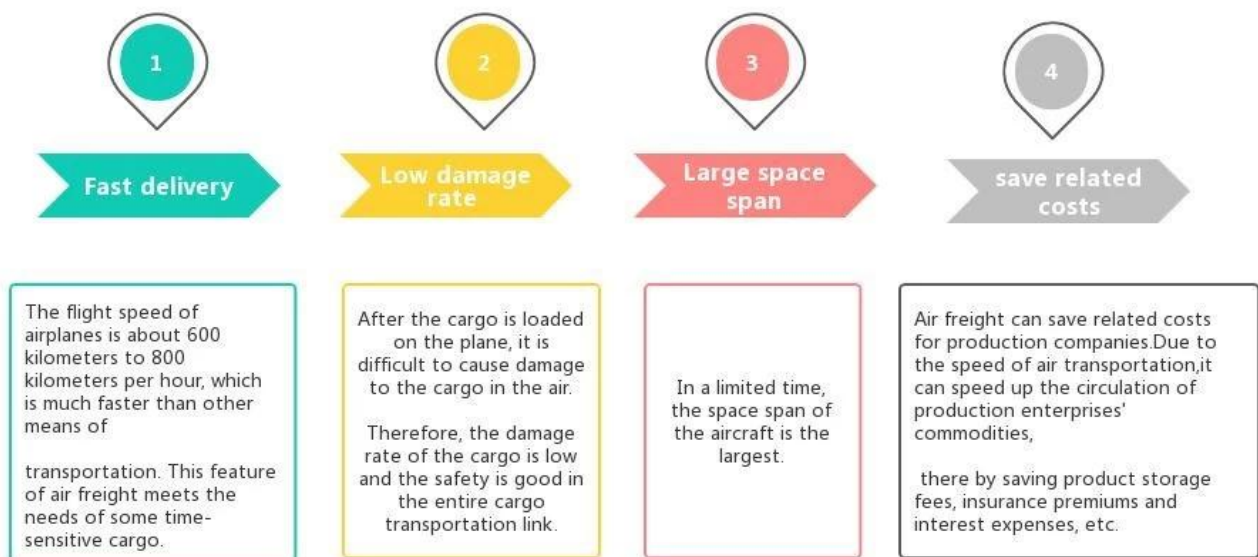 1
Fast delivery
The flight speed of
airplanes is about 600
kilometers to 800
kilometers per hour, which
is much faster than other
means of
transportation. This feature
of air freight meets the
needs of some time-
sensitive cargo.
2
Low damage
rate
After the cargo is loaded
on the plane, it is
difficult to cause damage
to the cargo in the air.
Therefore, the damage
rate of the cargo is low
and the safety is good in
the entire cargo
transportation link.
3
Large space
span
In a limited time,
the space span of
the aircraft is the
largest.
4
save related
costs
Air freight can save related costs
for production companies.Due to
the speed of air transportation,it
can speed up the circulation of
production enterprises'
commodities,
there by saving product storage
fees, insurance premiums and
interest expenses, etc.